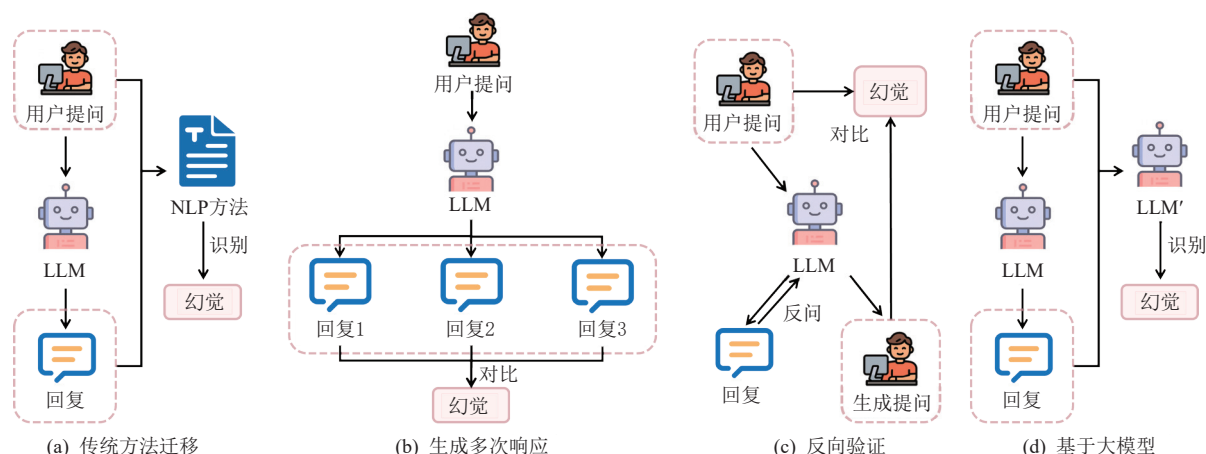 用户提问
LLM
回复
T
NLP方法
识别
幻觉
(a) 传统方法迁移
用户提问
LLM
回复1
回复2
回复3
对比
幻觉
(b) 生成多次响应
用户提问
幻觉
对比
LLM
反问
回复
生成提问
(c) 反向验证
用户提问
LLM
回复
LLM′
识别
幻觉
(d) 基于大模型